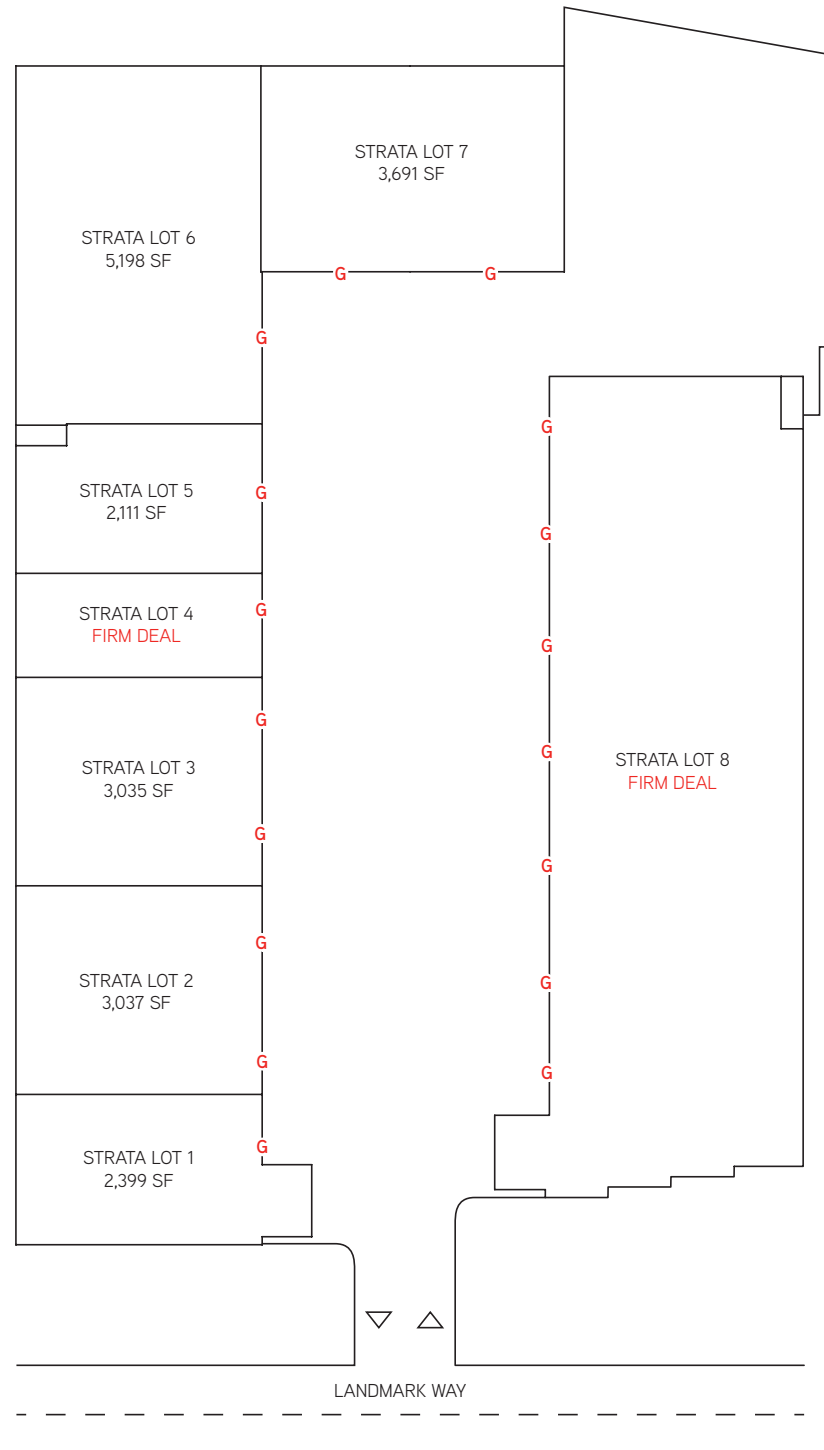 STRATA LOT 7
3,691 SF
G G
STRATA LOT 6
5,198 SF
G
G
STRATA LOT 5
2,111 SF
G
G
STRATA LOT 4
FIRM DEAL
G
G
G
STRATA LOT 3
3,035 SF
G
G
STRATA LOT 8
FIRM DEAL
G
G
STRATA LOT 2
3,037 SF
G
G
G
G
STRATA LOT 1
2,399 SF
G
LANDMARK WAY